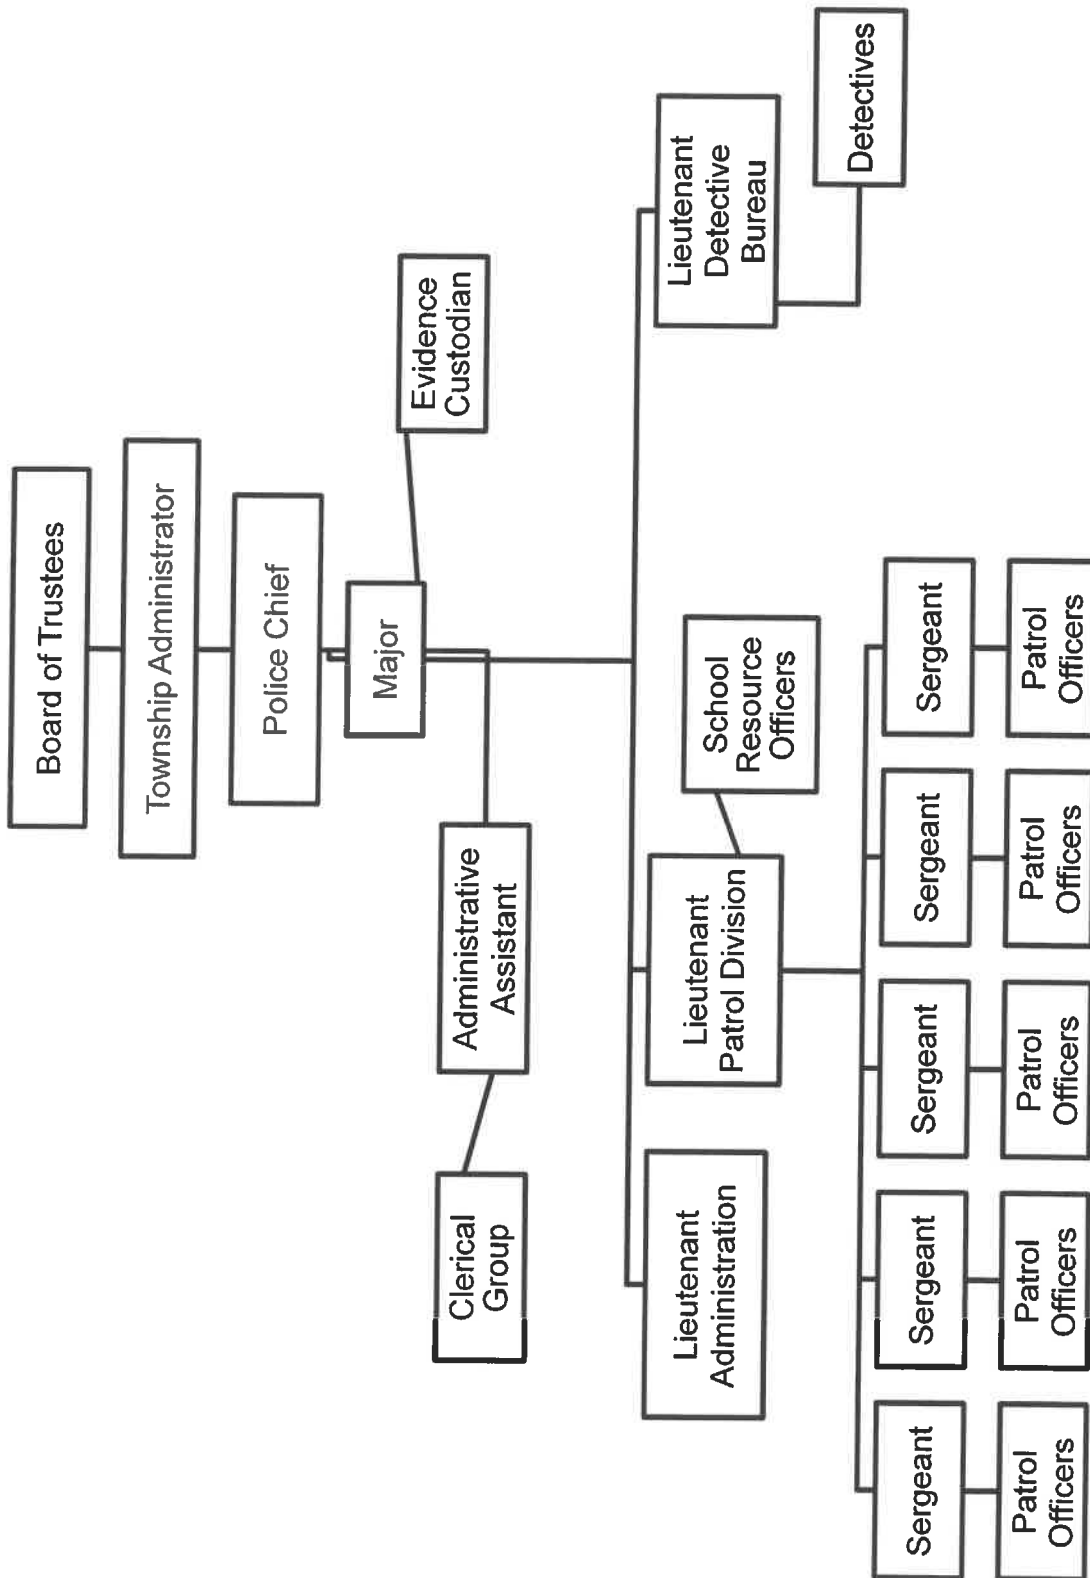 Board of Trustees
Township Administrator
Police Chief
Major
Evidence
Custodian
Administrative
Assistant
Clerical
Group
Lieutenant
Administration
Lieutenant
Patrol Division
School
Resource
Officers
Lieutenant
Detective
Bureau
Detectives
Sergeant
Sergeant
Sergeant
Sergeant
Sergeant
Patrol
Officers
Patrol
Officers
Patrol
Officers
Patrol
Officers
Patrol
Officers